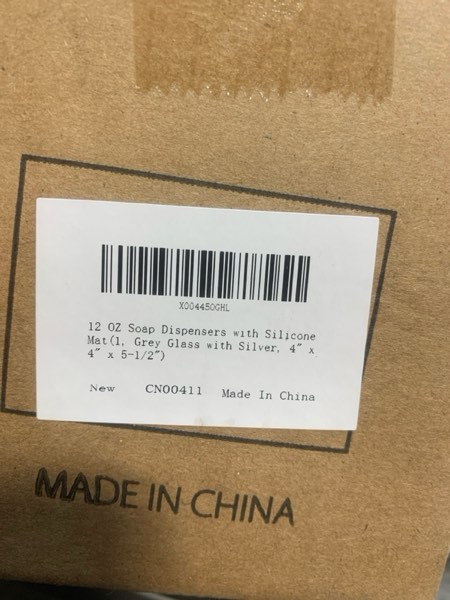 X00445OGHL
12 OZ Soap Dispensers with Silicone
Mat(1, Grey Glass with Silver, 4" x
4" x 5-1/2")
New CN00411 Made In China
MADE IN CHINA